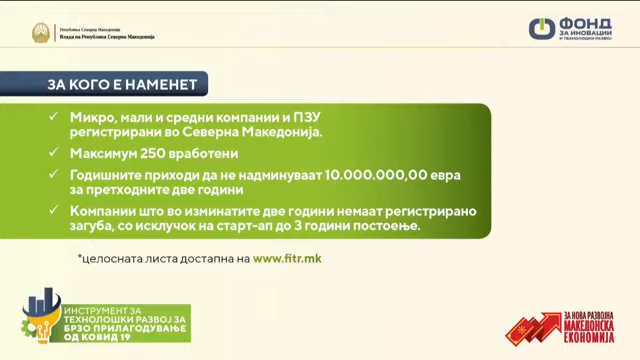 Република Северна Македонија
Влада на Република Северна Македонија
ФОНД
ЗА ИНОВАЦИИ
И ТЕХНОЛОШКИ РАЗВОЈ
ЗА КОГО Е НАМЕНЕТ
Микро, мали и средни компании и ПЗУ
регистрирани во Северна Македонија.
Максимум 250 вработени
Годишните приходи да не надминуваат 10.000.000,00 евра
за претходните две години
Компании што во изминатите две години немаат регистрирано
загуба, со исклучок на старт-ап до 3 години постоење.
*целосната листа достапна на www.fitr.mk
ИНСТРУМЕНТ ЗА
ТЕХНОЛОШКИ РАЗВОЈ ЗА
БРЗО ПРИЛАГОДУВАЊЕ
ОД КОВИД 19
ЗА НОВА РАЗВОЈНА
МАКЕДОНСКА
ЕКОНОМИЈА